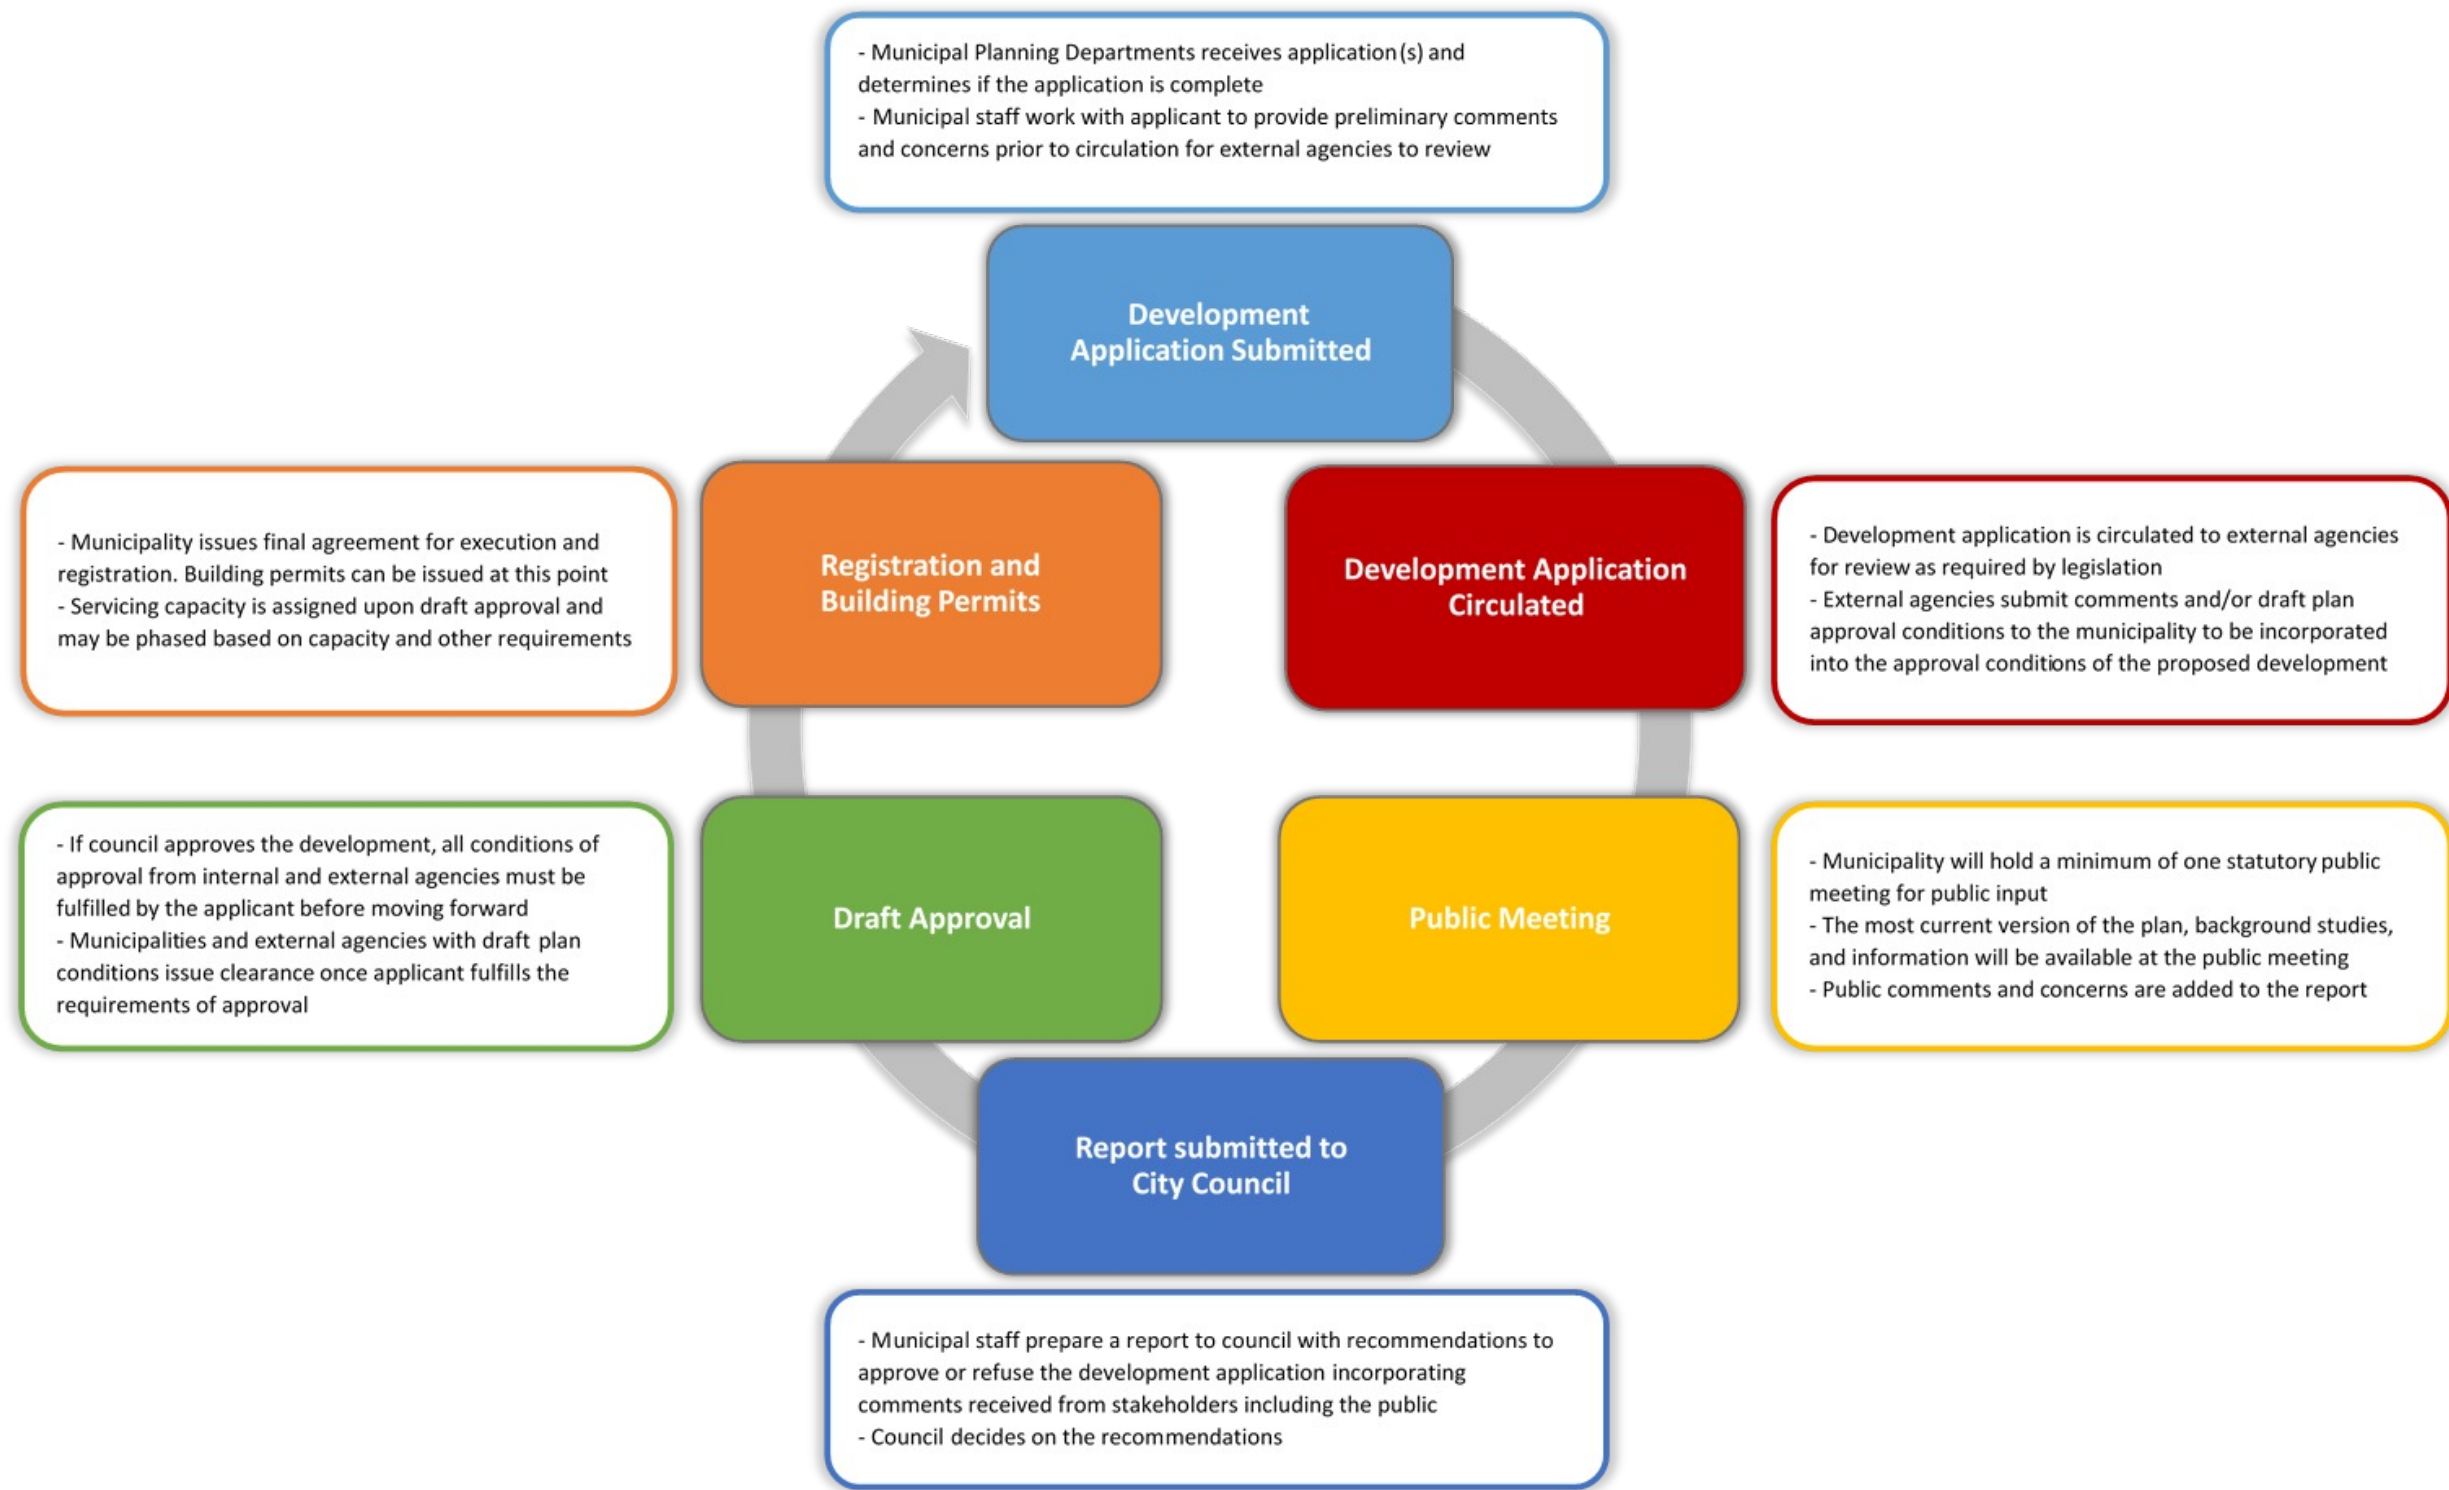 - Municipal Planning Departments receives application(s) and
determines if the application is complete
- Municipal staff work with applicant to provide preliminary comments
and concerns prior to circulation for external agencies to review
Development
Application Submitted
Development Application
Circulated
- Development application is circulated to external agencies
for review as required by legislation
- External agencies submit comments and/or draft plan
approval conditions to the municipality to be incorporated
into the approval conditions of the proposed development
Public Meeting
- Municipality will hold a minimum of one statutory public
meeting for public input
- The most current version of the plan, background studies,
and information will be available at the public meeting
- Public comments and concerns are added to the report
Report submitted to
City Council
- Municipal staff prepare a report to council with recommendations to
approve or refuse the development application incorporating
comments received from stakeholders including the public
- Council decides on the recommendations
Draft Approval
- If council approves the development, all conditions of
approval from internal and external agencies must be
fulfilled by the applicant before moving forward
- Municipalities and external agencies with draft plan
conditions issue clearance once applicant fulfills the
requirements of approval
Registration and
Building Permits
- Municipality issues final agreement for execution and
registration. Building permits can be issued at this point
- Servicing capacity is assigned upon draft approval and
may be phased based on capacity and other requirements